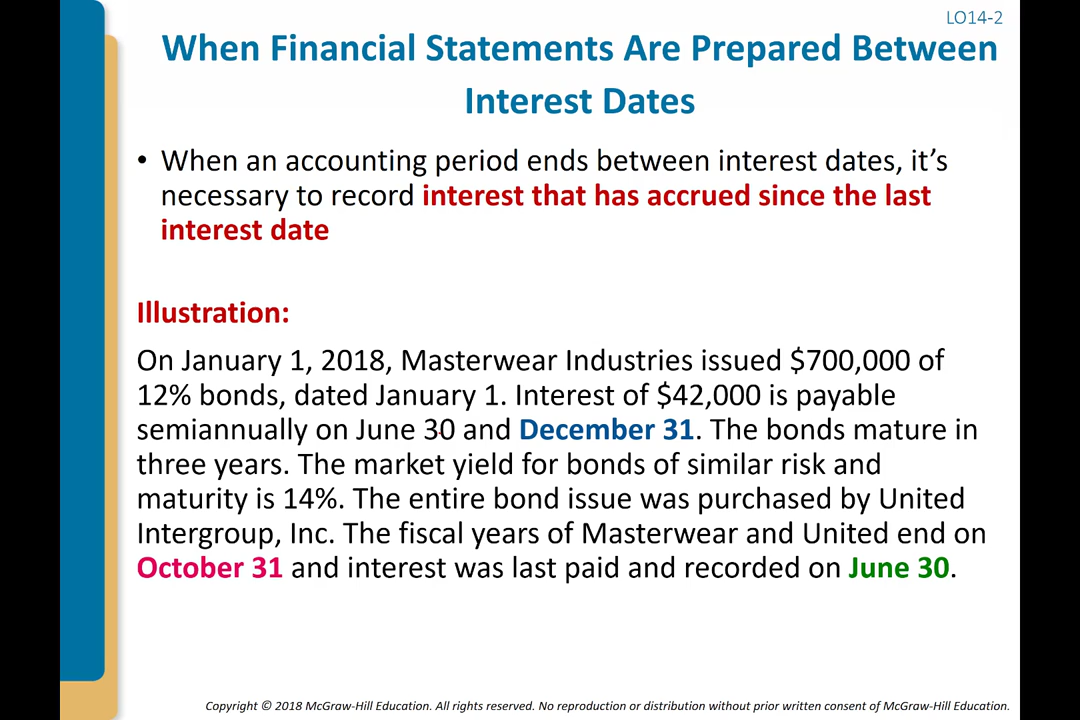 LO14-2
When Financial Statements Are Prepared Between
Interest Dates
• When an accounting period ends between interest dates, it’s
necessary to record interest that has accrued since the last
interest date
Illustration:
On January 1, 2018, Masterwear Industries issued $700,000 of
12% bonds, dated January 1. Interest of $42,000 is payable
semiannually on June 30 and December 31. The bonds mature in
three years. The market yield for bonds of similar risk and
maturity is 14%. The entire bond issue was purchased by United
Intergroup, Inc. The fiscal years of Masterwear and United end on
October 31 and interest was last paid and recorded on June 30.
Copyright © 2018 McGraw-Hill Education. All rights reserved. No reproduction or distribution without prior written consent of McGraw-Hill Education.